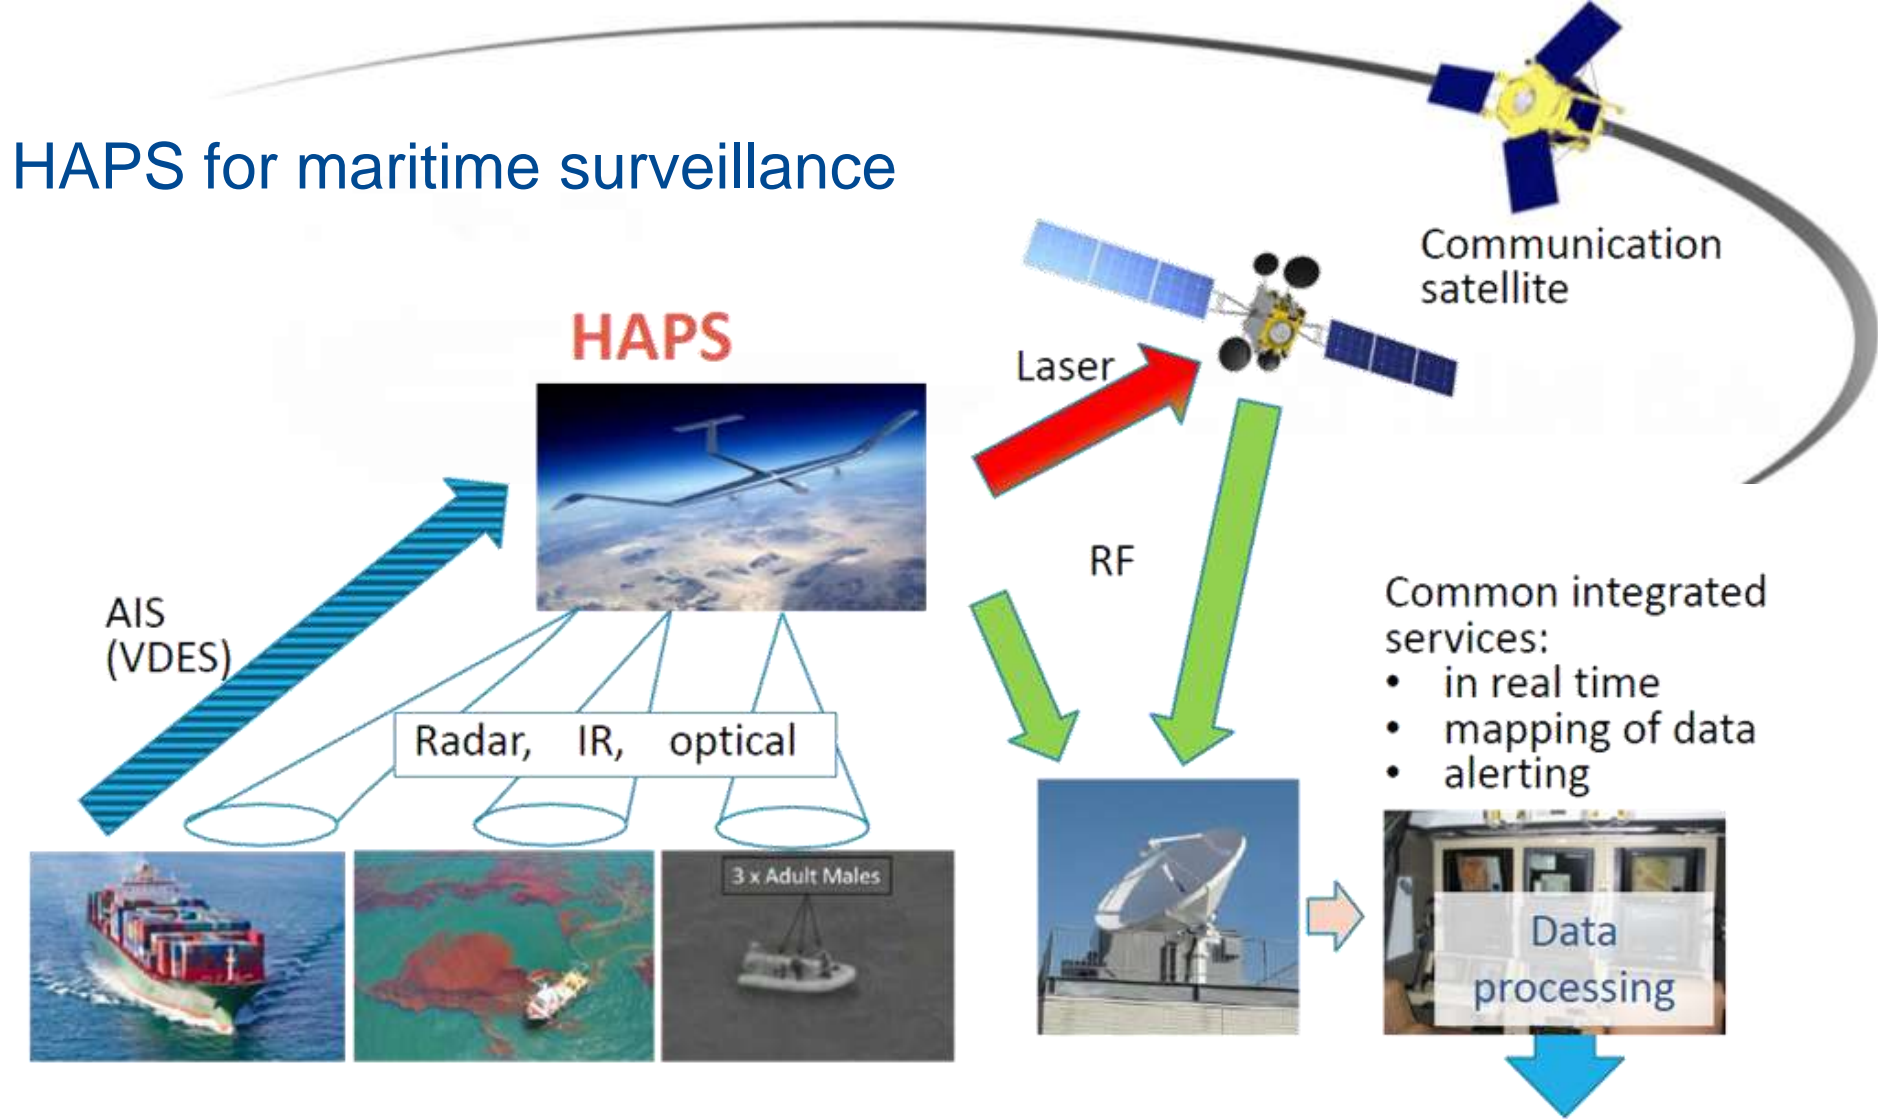 HAPS for maritime surveillance
Communication
satellite
HAPS
Laser
RF
AIS
(VDES)
Radar, IR, optical
Common integrated
services:
• in real time
• mapping of data
• alerting
3 x Adult Males
Data
processing